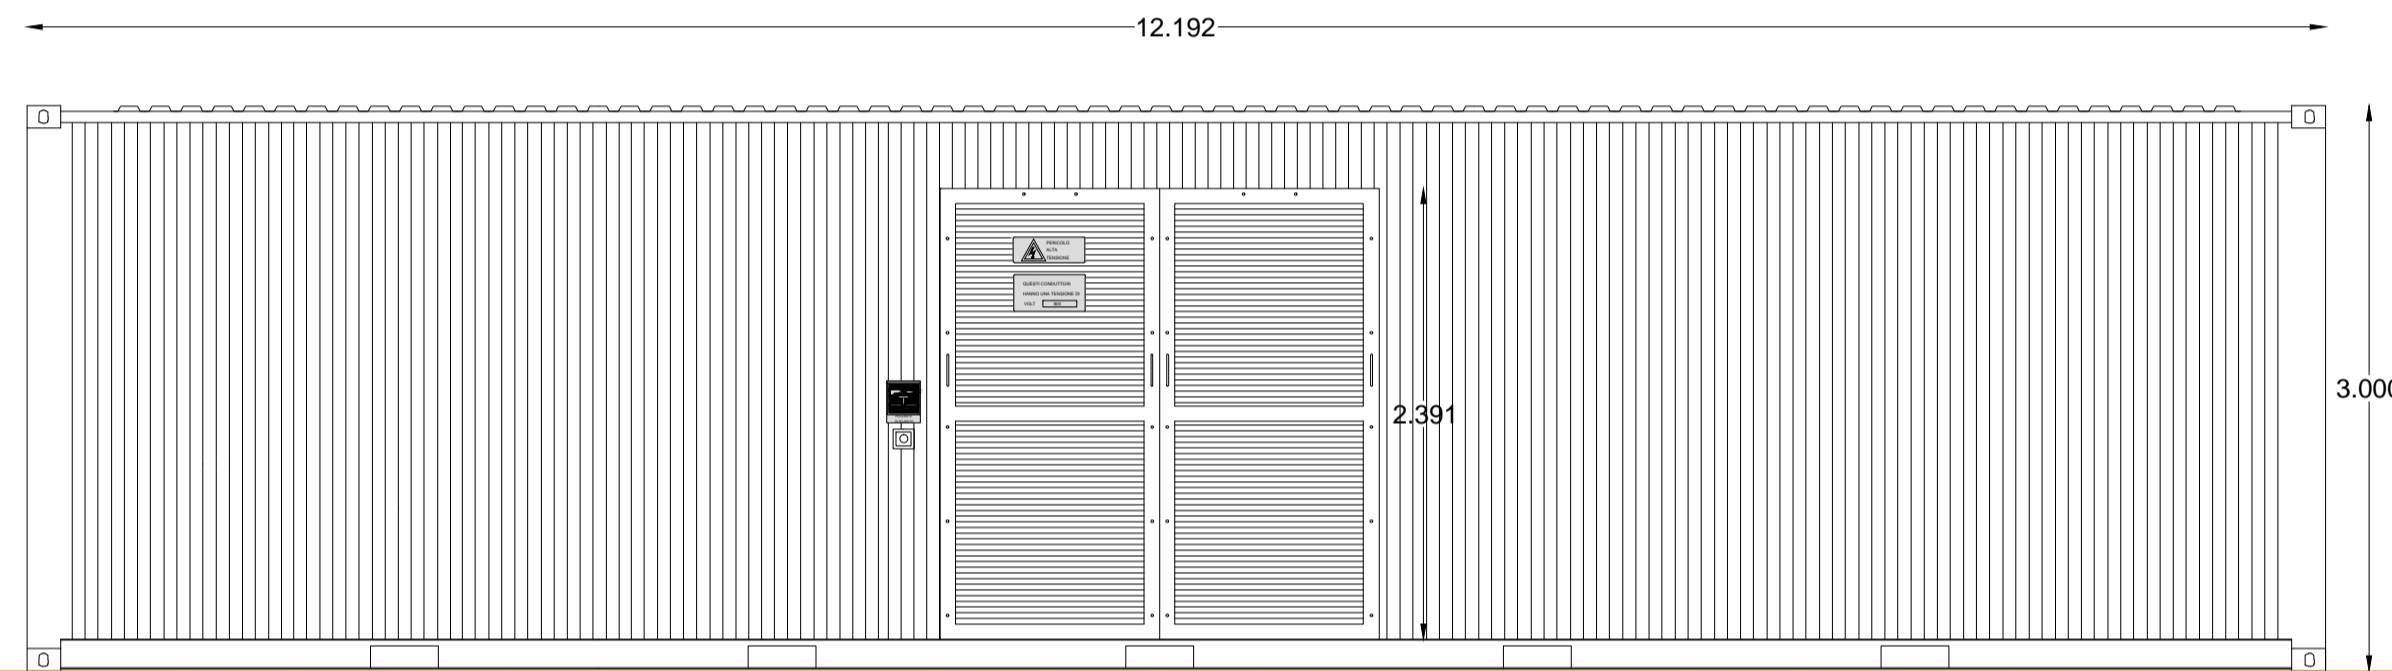 12.192
PERICOLO
ALTA
TENSIONE
QUESTI CONDUTTORI
HANNO UNA TENSIONE DI
VOLT
2.391
3.000